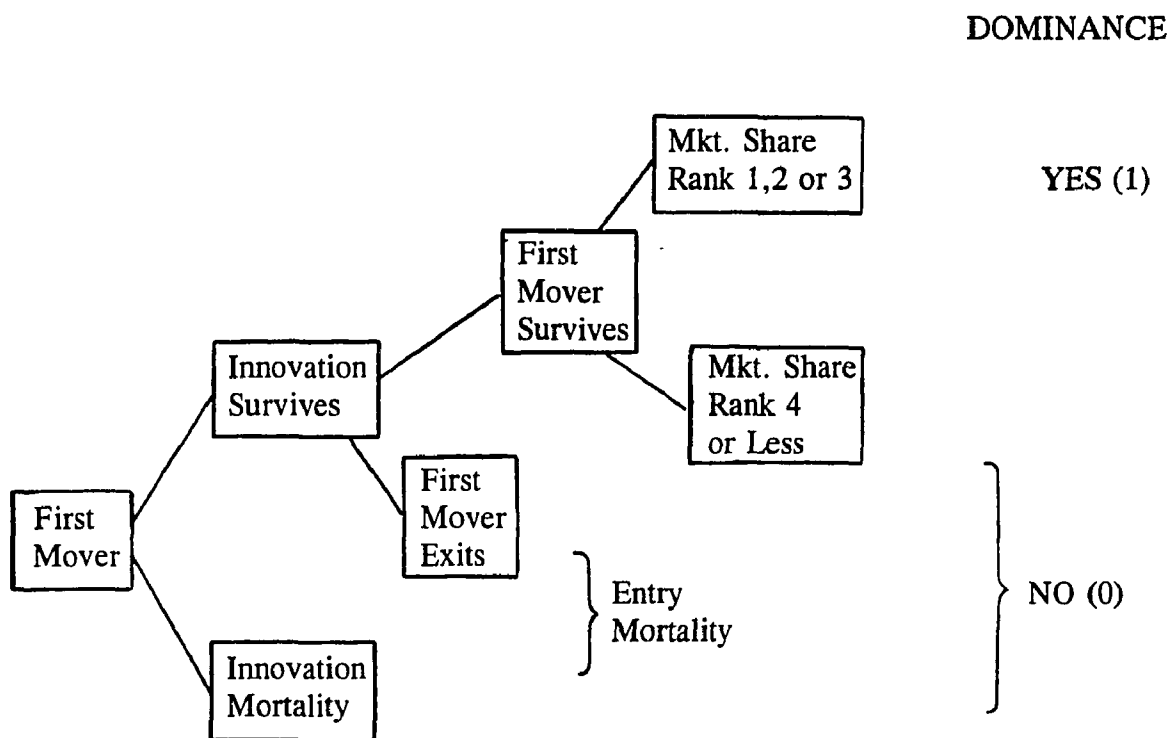 DOMINANCE
Mkt. Share
Rank 1,2 or 3
YES (1)
First
Mover
Survives
Innovation
Survives
Mkt. Share
Rank 4
or Less
First
Mover
Exits
First
Mover
Entry
Mortality
NO (0)
Innovation
Mortality